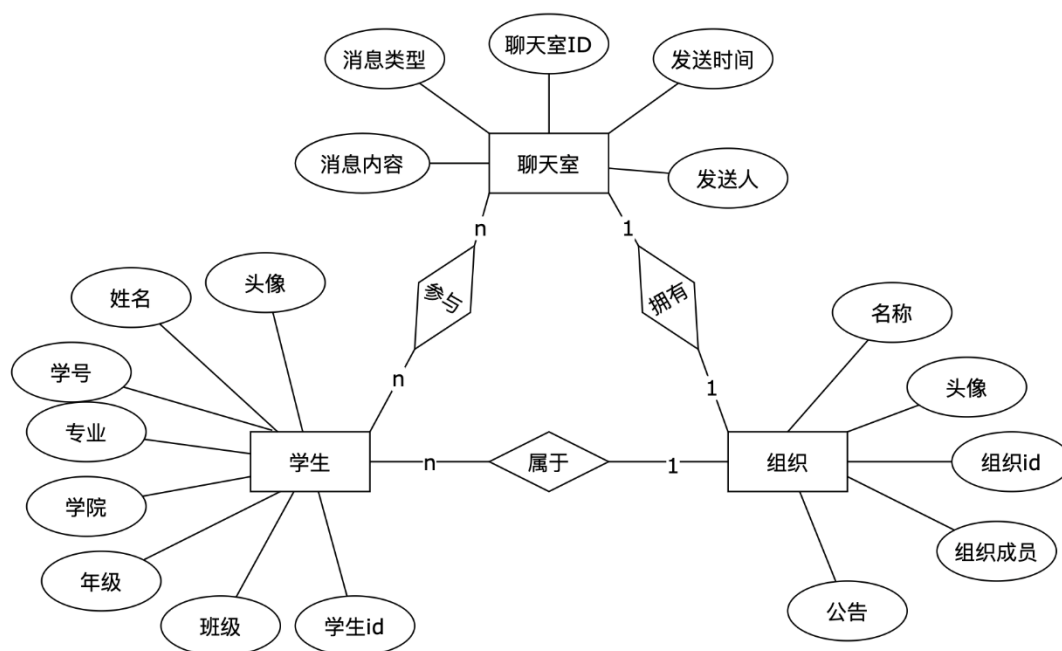 聊天室ID
消息类型
发送时间
消息内容
聊天室
发送人
n
1
头像
姓名
参与
拥有
名称
学号
n
1
头像
专业
学生
n
属于
1
组织
组织id
学院
组织成员
年级
公告
班级
学生id